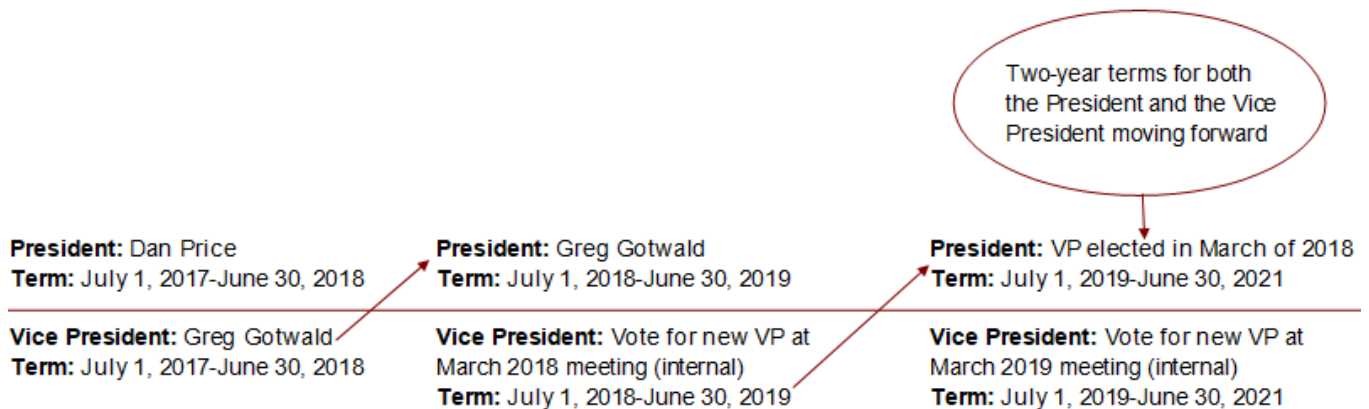 Two-year terms for both
the President and the Vice
President moving forward
President: Dan Price
Term: July 1, 2017-June 30, 2018
President: Greg Gotwald
Term: July 1, 2018-June 30, 2019
President: VP elected in March of 2018
Term: July 1, 2019-June 30, 2021
Vice President: Greg Gotwald
Term: July 1, 2017-June 30, 2018
Vice President: Vote for new VP at
March 2018 meeting (internal)
Term: July 1, 2018-June 30, 2019
Vice President: Vote for new VP at
March 2019 meeting (internal)
Term: July 1, 2019-June 30, 2021